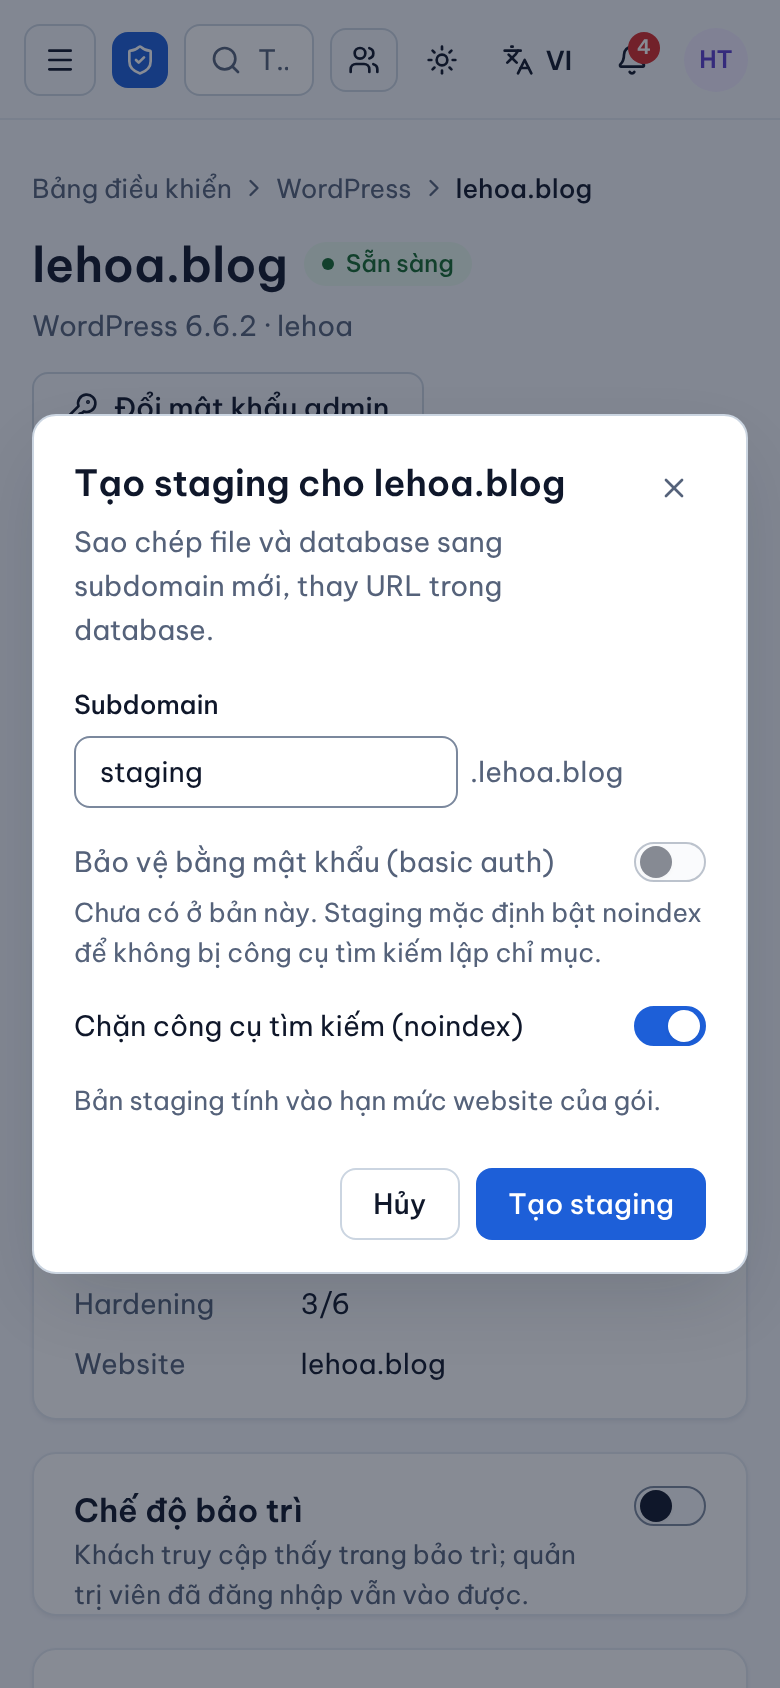 T..
VI
4
HT
Bảng điều khiển > WordPress > lehoa.blog
lehoa.blog
Sẵn sàng
WordPress 6.6.2 · lehoa
Đổi mật khẩu admin
Tạo staging cho lehoa.blog
Sao chép file và database sang
subdomain mới, thay URL trong
database.
Subdomain
staging
.lehoa.blog
Bảo vệ bằng mật khẩu (basic auth)
Chưa có ở bản này. Staging mặc định bật noindex
để không bị công cụ tìm kiếm lập chỉ mục.
Chặn công cụ tìm kiếm (noindex)
Bản staging tính vào hạn mức website của gói.
Hủy
Tạo staging
Hardening 3/6
Website lehoa.blog
Chế độ bảo trì
Khách truy cập thấy trang bảo trì; quản
trị viên đã đăng nhập vẫn vào được.